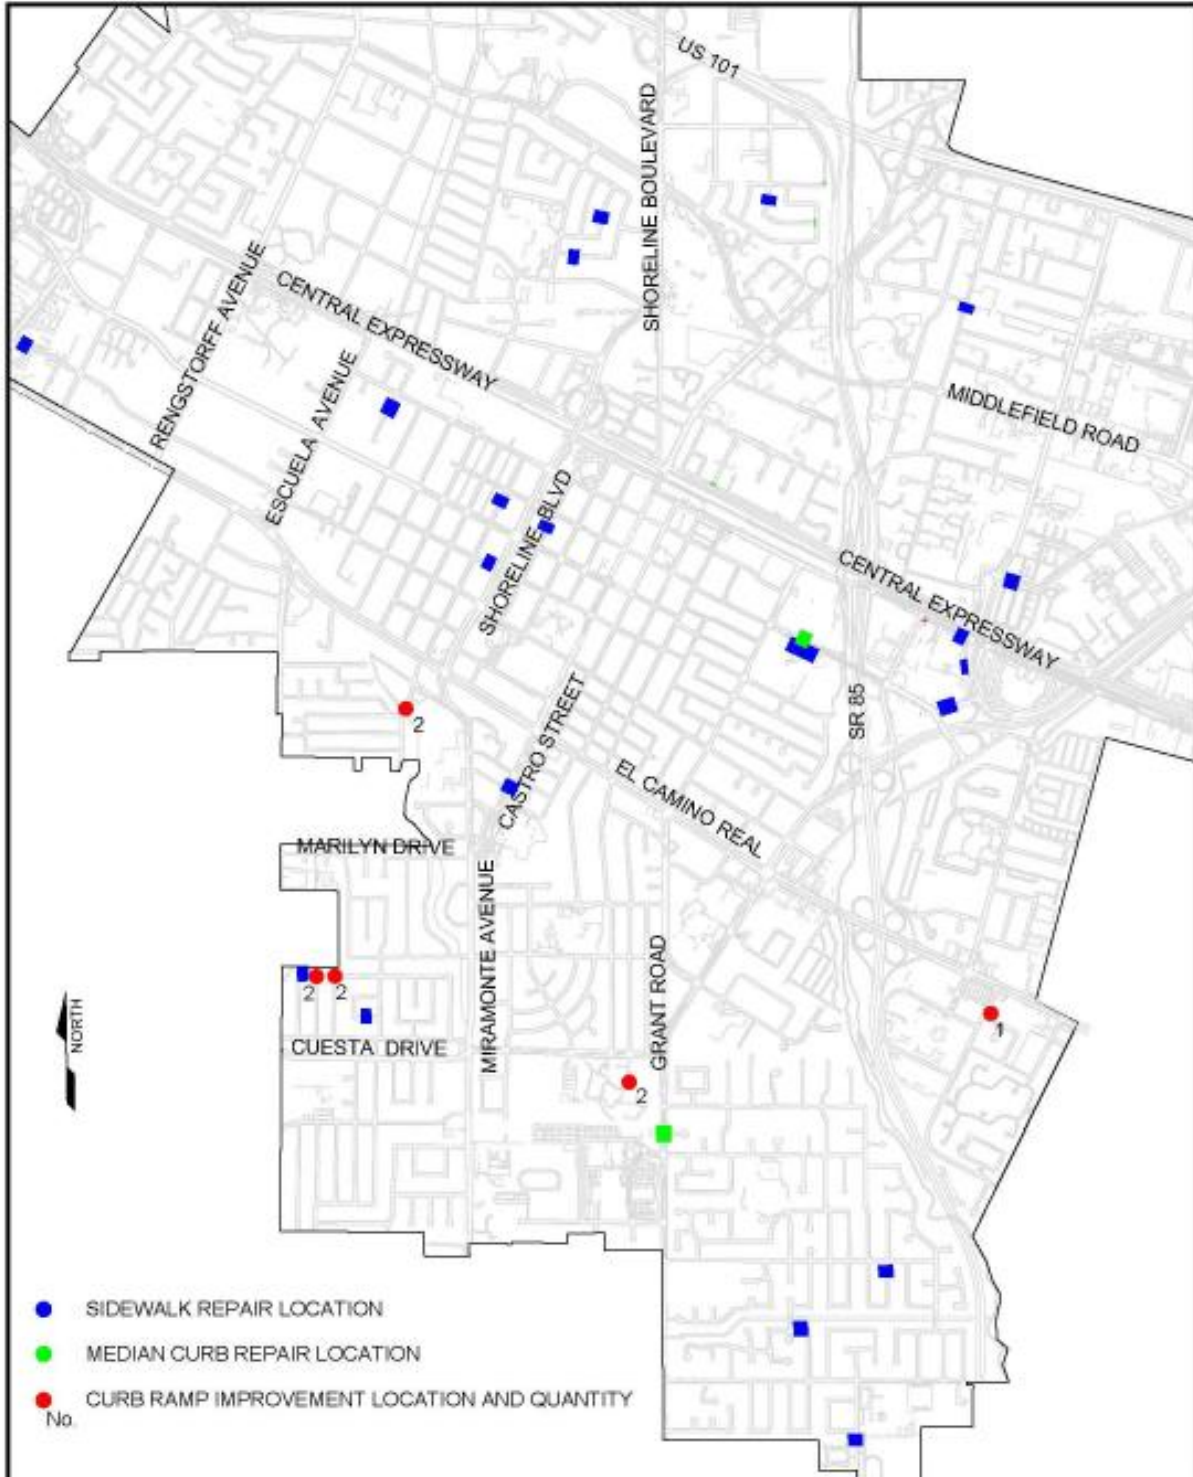 US 101
SHORELINE BOULEVARD
RENGSTORFF AVENUE
CENTRAL EXPRESSWAY
ESCUELA AVENUE
MIDDLEFIELD ROAD
SHORELINE BLVD
CENTRAL EXPRESSWAY
SR 85
2
CASTRO STREET
EL CAMINO REAL
MARILYN DRIVE
MIRAMONTE AVENUE
GRANT ROAD
2
2
NORTH
1
CUESTA DRIVE
2
SIDEWALK REPAIR LOCATION
MEDIAN CURB REPAIR LOCATION
CURB RAMP IMPROVEMENT LOCATION AND QUANTITY
No.